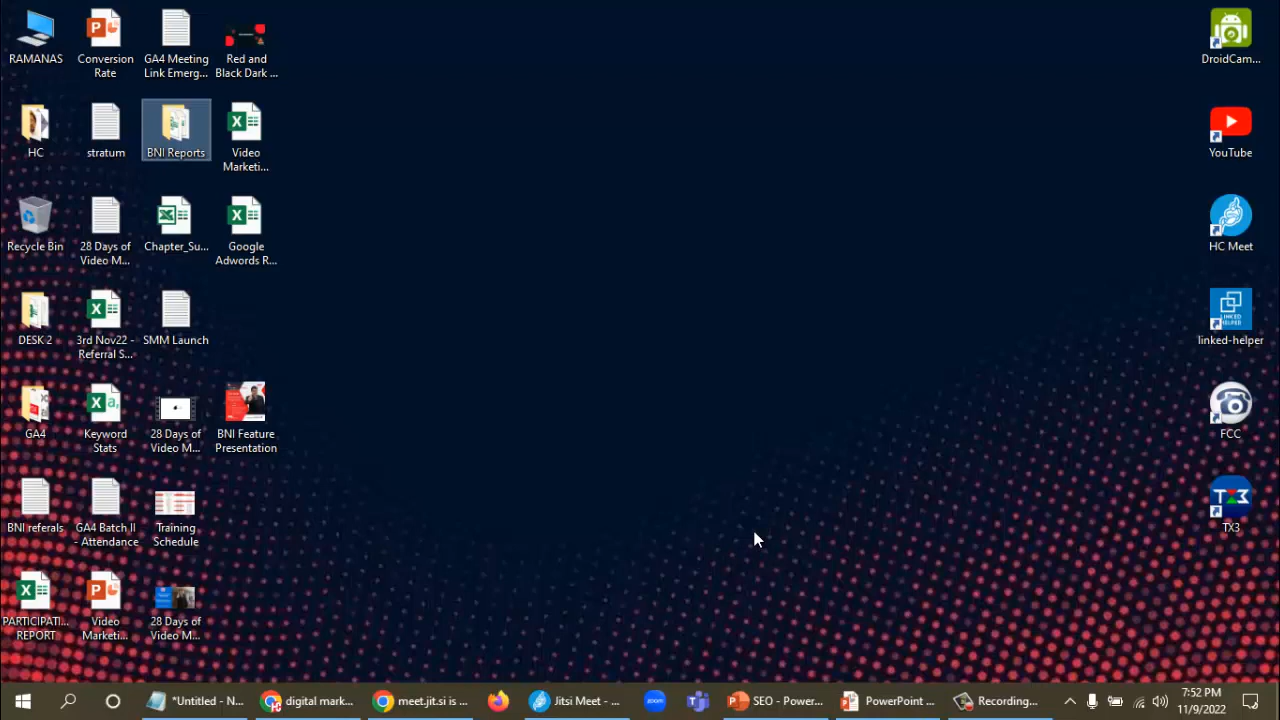 RAMANAS
Conversion
Rate
GA4 Meeting
Link Emerg...
Red and
Black Dark ...
DroidCam...
HC
stratum
BNI Reports
Video
Marketi...
YouTube
Recycle Bin
28 Days of
Video M...
Chapter_Su...
Google
Adwords R...
HC Meet
DESK 2
3rd Nov22 -
Referral S...
SMM Launch
LINKED
HELPER
linked-helper
GA4
Keyword
Stats
28 Days of
Video M...
BNI Feature
Presentation
FCC
BNI referals
GA4 Batch II
- Attendance
Training
Schedule
TX3
TX3
PARTICIPATI...
REPORT
Video
Marketi...
28 Days of
Video M...
*Untitled - N...
digital mark...
meet.jit.si is ...
Jitsi Meet - ...
zoom
SEO - Power...
PowerPoint ...
Recording...
7:52 PM
11/9/2022